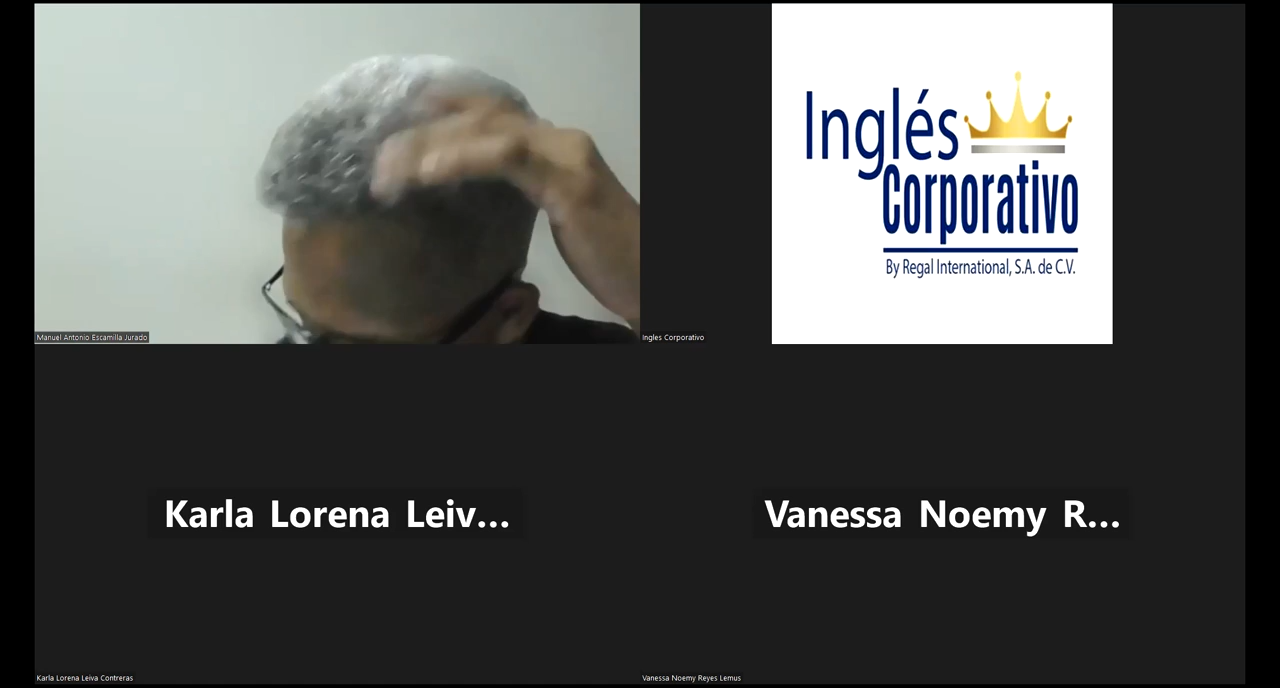 Inglés
Corporativo
By Regal International, S.A. de C.V.
Manuel Antonio Escamilla Jurado
Ingles Corporativo
Karla Lorena Leiv...
Vanessa Noemy R...
Karla Lorena Leiva Contreras
Vanessa Noemy Reyes Lemus